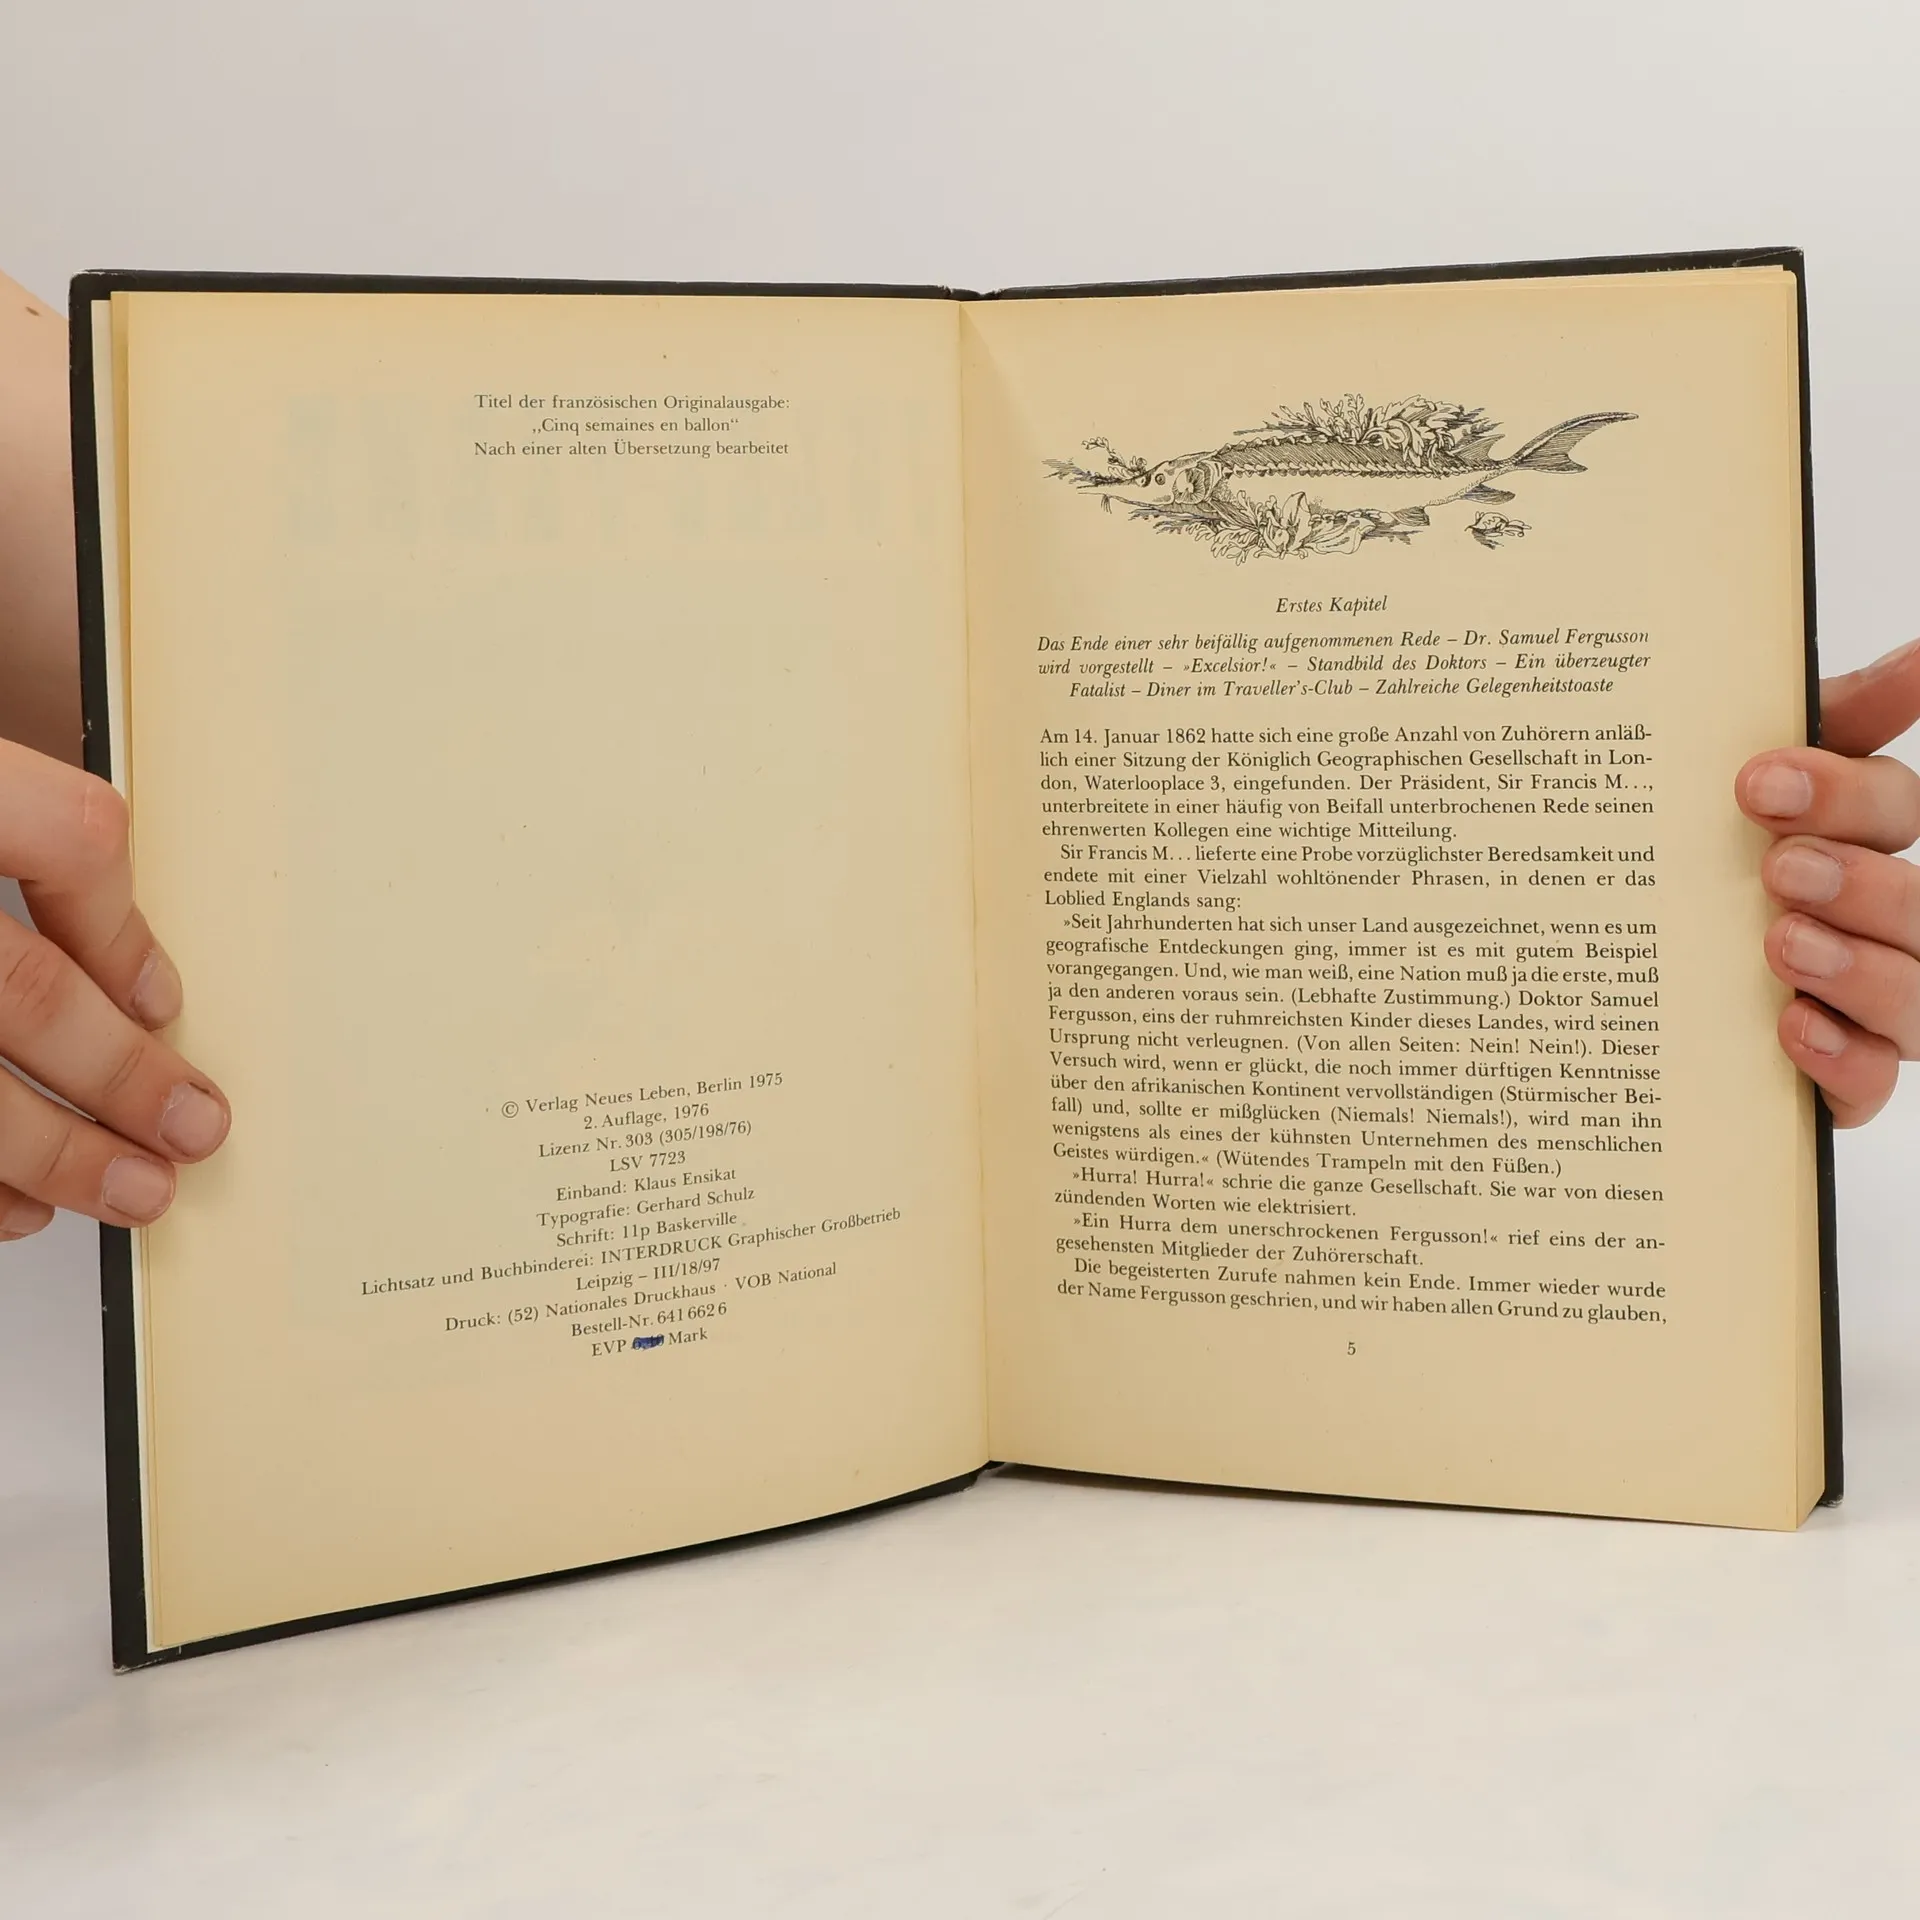 Titel der französischen Originalausgabe:
„Cinq semaines en ballon“
Nach einer alten Übersetzung bearbeitet
© Verlag Neues Leben, Berlin 1975
2. Auflage, 1976
Lizenz Nr. 303 (305/198/76)
LSV 7723
Einband: Klaus Ensikat
Typografie: Gerhard Schulz
Schrift: 11p Baskerville
Lichtsatz und Buchbinderei: INTERDRUCK Graphischer Großbetrieb
Leipzig – III/18/97
Druck: (52) Nationales Druckhaus · VOB National
Bestell-Nr. 641 662 6
EVP Mark
Erstes Kapitel
Das Ende einer sehr beifällig aufgenommenen Rede – Dr. Samuel Fergusson
wird vorgestellt – »Excelsior!« – Standbild des Doktors – Ein überzeugter
Fatalist – Diner im Traveller's-Club – Zahlreiche Gelegenheitstoaste
Am 14. Januar 1862 hatte sich eine große Anzahl von Zuhörern anläß-
lich einer Sitzung der Königlich Geographischen Gesellschaft in Lon-
don, Waterlooplace 3, eingefunden. Der Präsident, Sir Francis M...,
unterbreitete in einer häufig von Beifall unterbrochenen Rede seinen
ehrenwerten Kollegen eine wichtige Mitteilung.
Sir Francis M... lieferte eine Probe vorzüglichster Beredsamkeit und
endete mit einer Vielzahl wohltönender Phrasen, in denen er das
Loblied Englands sang:
»Seit Jahrhunderten hat sich unser Land ausgezeichnet, wenn es um
geografische Entdeckungen ging, immer ist es mit gutem Beispiel
vorangegangen. Und, wie man weiß, eine Nation muß ja die erste, muß
ja den anderen voraus sein. (Lebhafte Zustimmung.) Doktor Samuel
Fergusson, eins der ruhmreichsten Kinder dieses Landes, wird seinen
Ursprung nicht verleugnen. (Von allen Seiten: Nein! Nein!). Dieser
Versuch wird, wenn er glückt, die noch immer dürftigen Kenntnisse
über den afrikanischen Kontinent vervollständigen (Stürmischer Bei-
fall) und, sollte er mißglücken (Niemals! Niemals!), wird man ihn
wenigstens als eines der kühnsten Unternehmen des menschlichen
Geistes würdigen.« (Wütendes Trampeln mit den Füßen.)
»Hurra! Hurra!« schrie die ganze Gesellschaft. Sie war von diesen
zündenden Worten wie elektrisiert.
»Ein Hurra dem unerschrockenen Fergusson!« rief eins der an-
gesehensten Mitglieder der Zuhörerschaft.
Die begeisterten Zurufe nahmen kein Ende. Immer wieder wurde
der Name Fergusson geschrien, und wir haben allen Grund zu glauben,
5